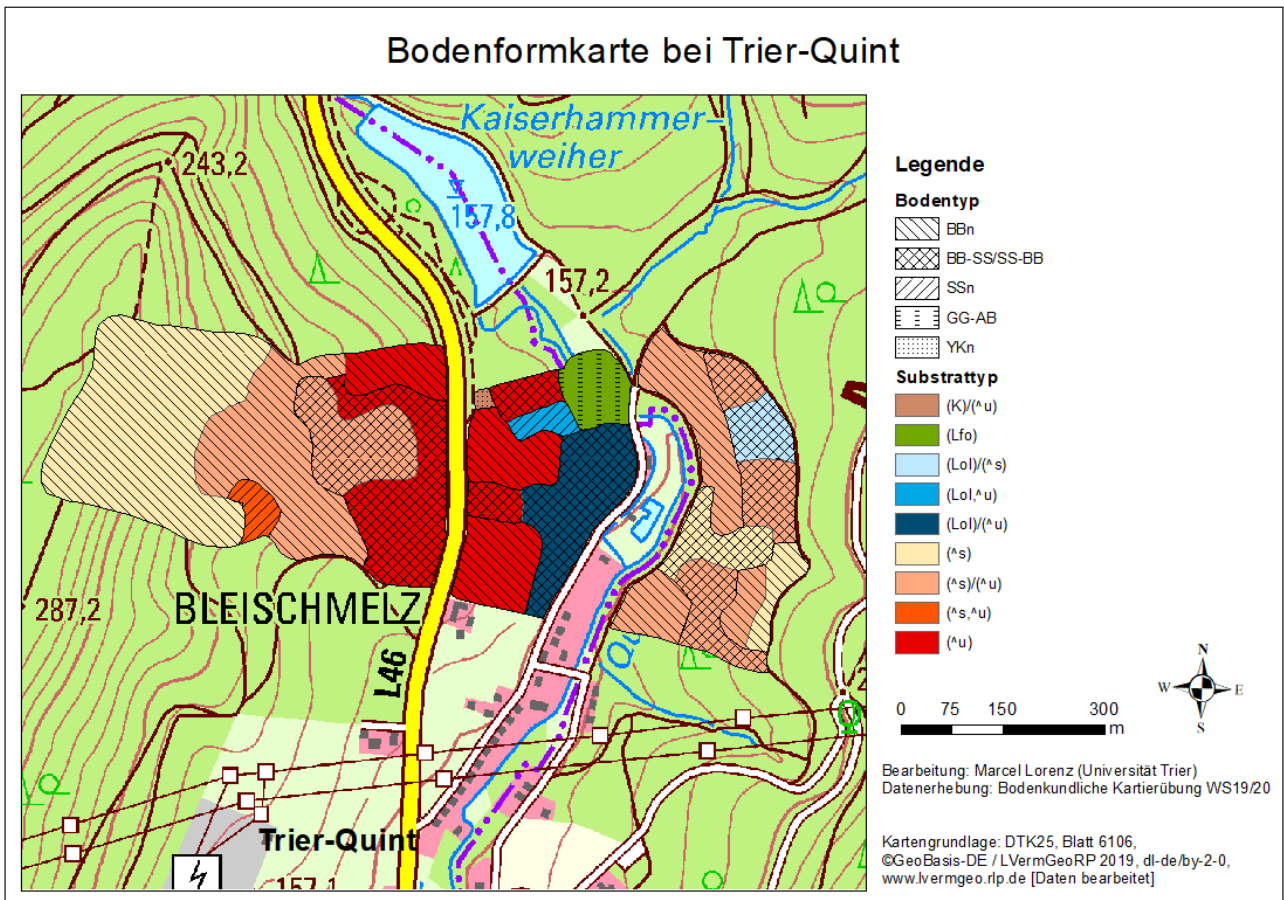 Bodenformkarte bei Trier-Quint
Kaiserhammer-
weiher
243,2
157,8
157,2
287,2
BLEISCHMELZ
L46
Qu
2
Trier-Quint
157,1
Legende
Bodentyp
BBn
BB-SS/SS-BB
SSn
GG-AB
YKn
Substrattyp
(K)/(^u)
(Lfo)
(Lol)/(^s)
(Lol,^u)
(Lol)/(^u)
(^s)
(^s)/(^u)
(^s,^u)
(^u)
N
W E
S
0 75 150 300
m
Bearbeitung: Marcel Lorenz (Universität Trier)
Datenerhebung: Bodenkundliche Kartierübung WS19/20
Kartengrundlage: DTK25, Blatt 6106,
©GeoBasis-DE / LVermGeoRP 2019, dl-de/by-2-0,
www.lvermgeo.rlp.de [Daten bearbeitet]